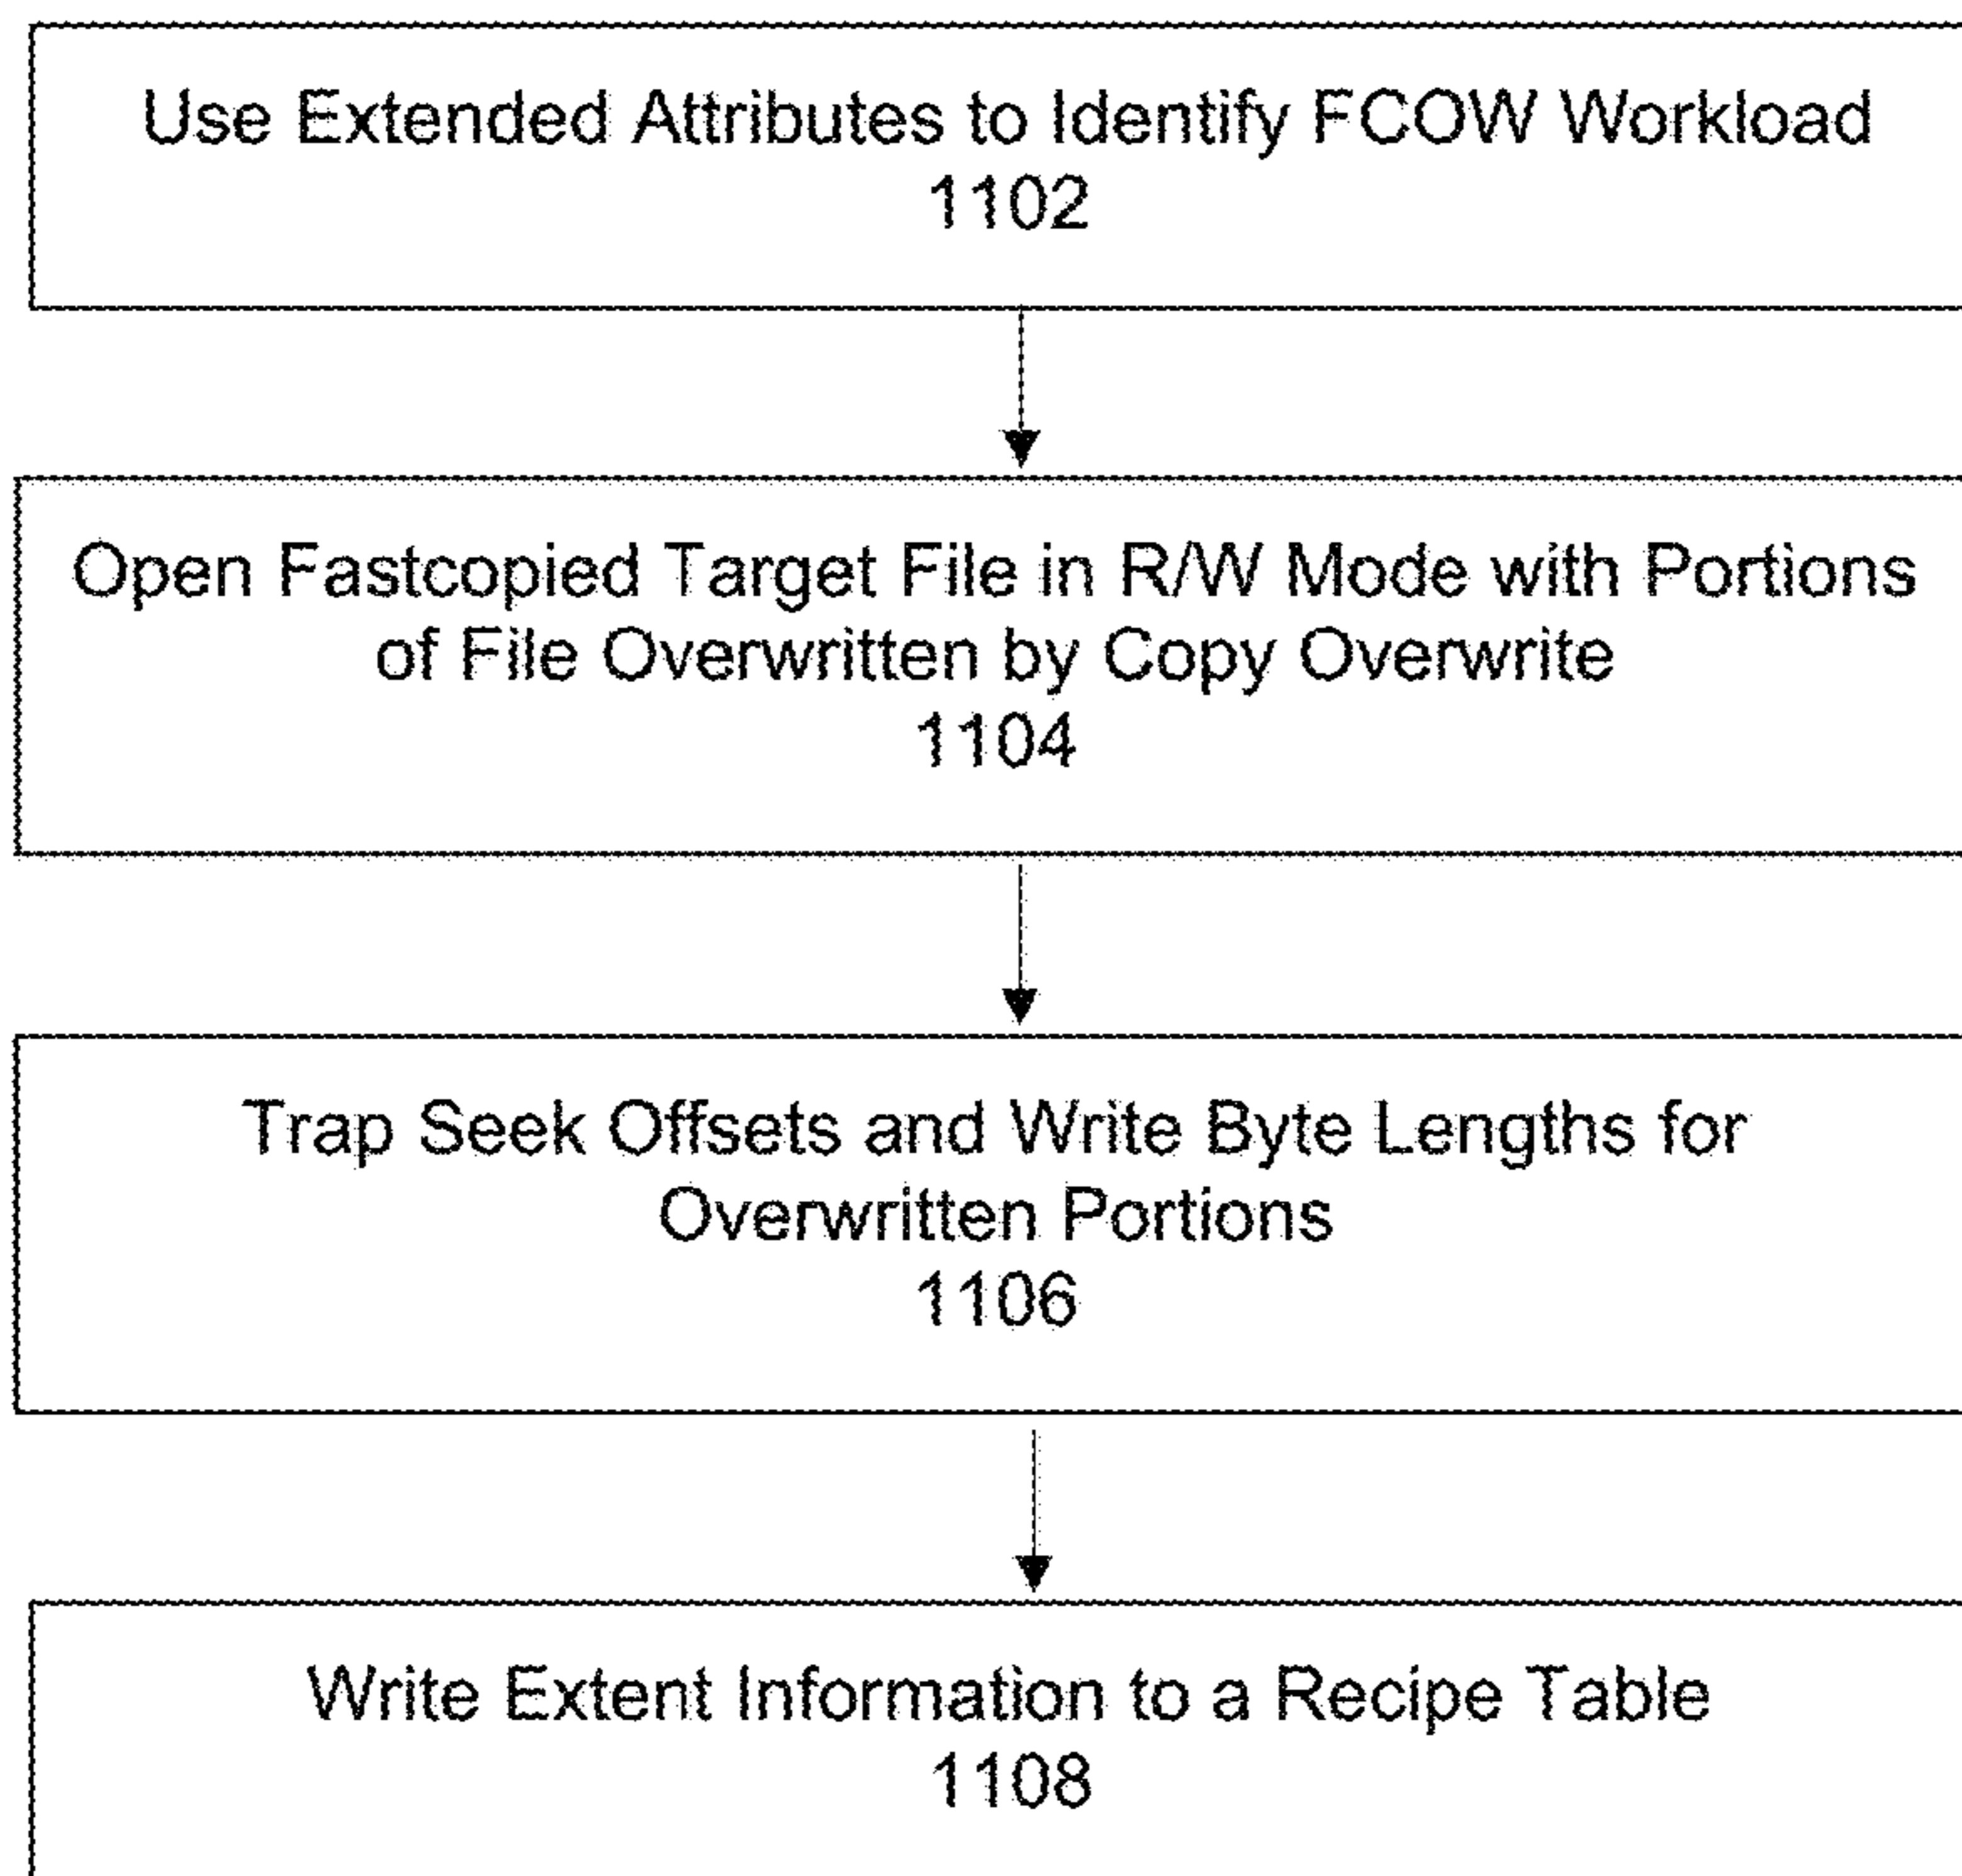 Use Extended Attributes to Identify FCOW Workload
1102
Open Fastcopied Target File in R/W Mode with Portions
of File Overwritten by Copy Overwrite
1104
Trap Seek Offsets and Write Byte Lengths for
Overwritten Portions
1106
Write Extent Information to a Recipe Table
1108